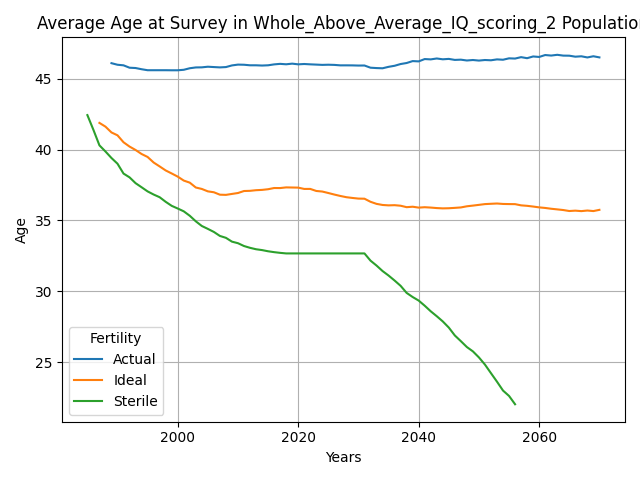 Average Age at Survey in Whole_Above_Average_IQ_scoring_2 Population
Age
45
40
35
30
25
Fertility
Actual
Ideal
Sterile
2000
2020
2040
2060
Years